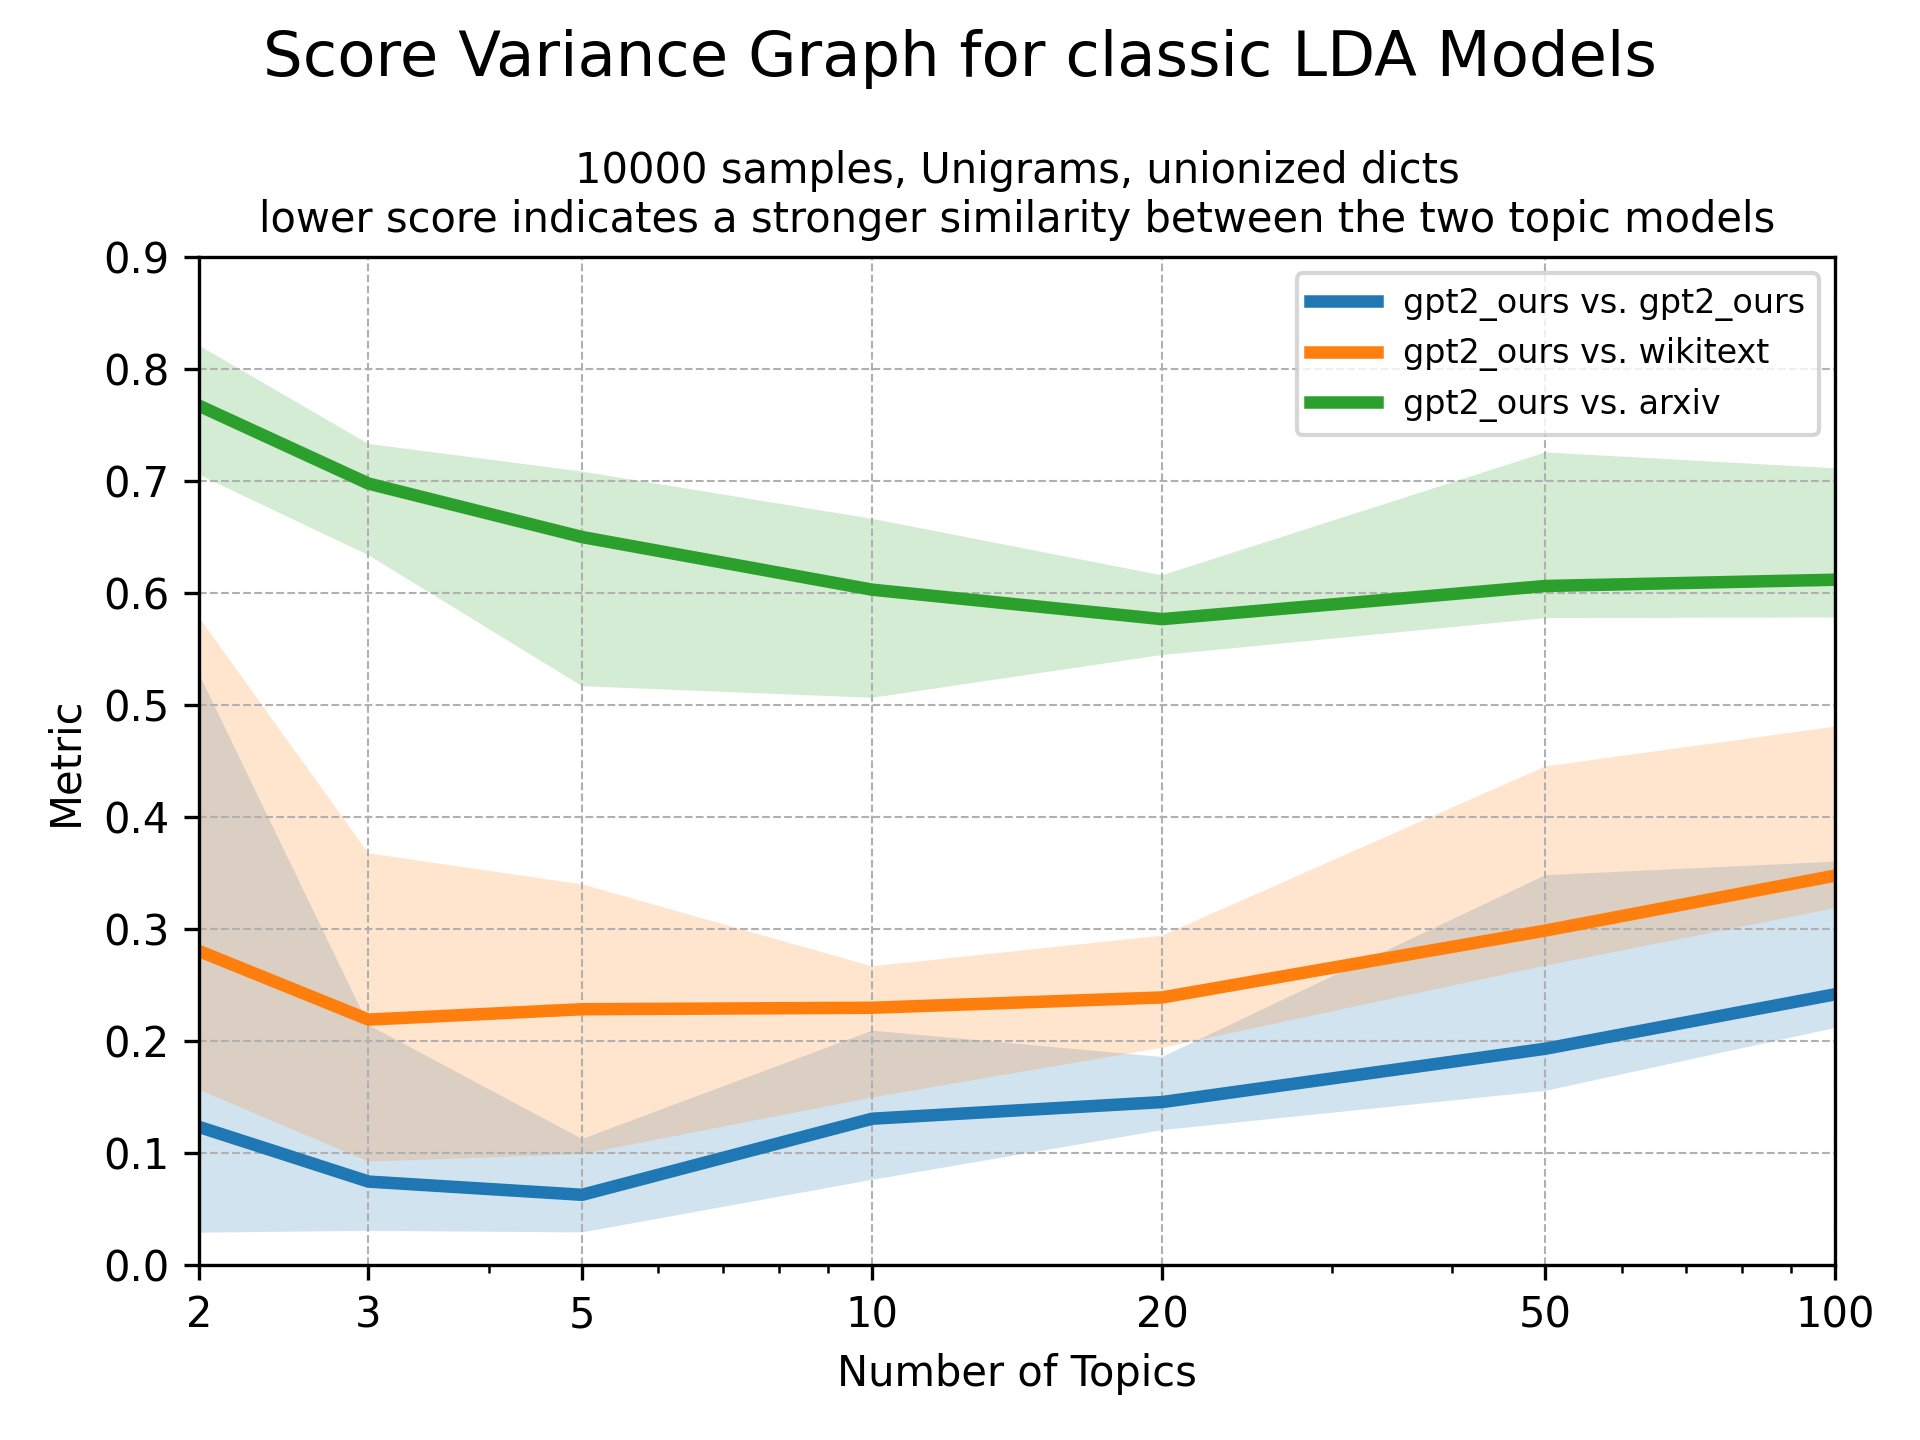 Score Variance Graph for classic LDA Models
10000 samples, Unigrams, unionized dicts
lower score indicates a stronger similarity between the two topic models
gpt2_ours vs. gpt2_ours
gpt2_ours vs. wikitext
gpt2_ours vs. arxiv
Metric
0.9
0.8
0.7
0.6
0.5
0.4
0.3
0.2
0.1
0.0
2 3 5 10 20 50 100
Number of Topics